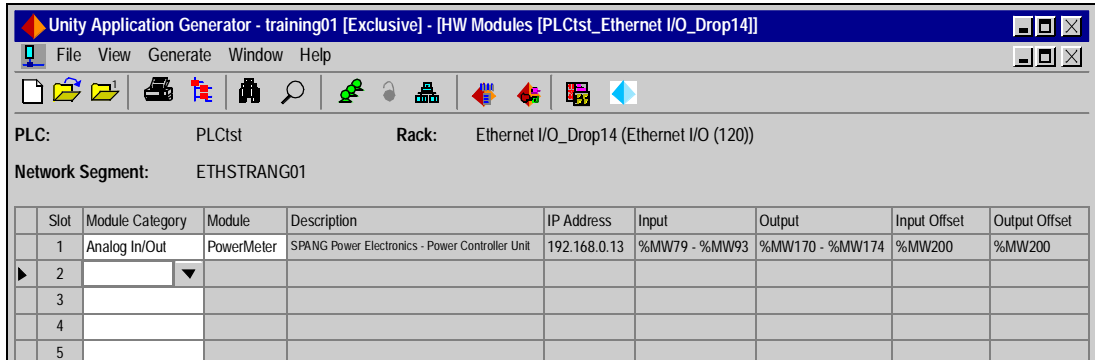 Unity Application Generator - training01 [Exclusive] - [HW Modules [PLCtst_Ethernet I/O_Drop14]]
File View Generate Window Help
PLC: PLCtst Rack: Ethernet I/O_Drop14 (Ethernet I/O (120))
Network Segment: ETHSTRANG01
Slot Module Category Module Description IP Address Input Output Input Offset Output Offset
1 Analog In/Out PowerMeter SPANG Power Electronics - Power Controller Unit 192.168.0.13 %MW79 - %MW93 %MW170 - %MW174 %MW200 %MW200
2
3
4
5